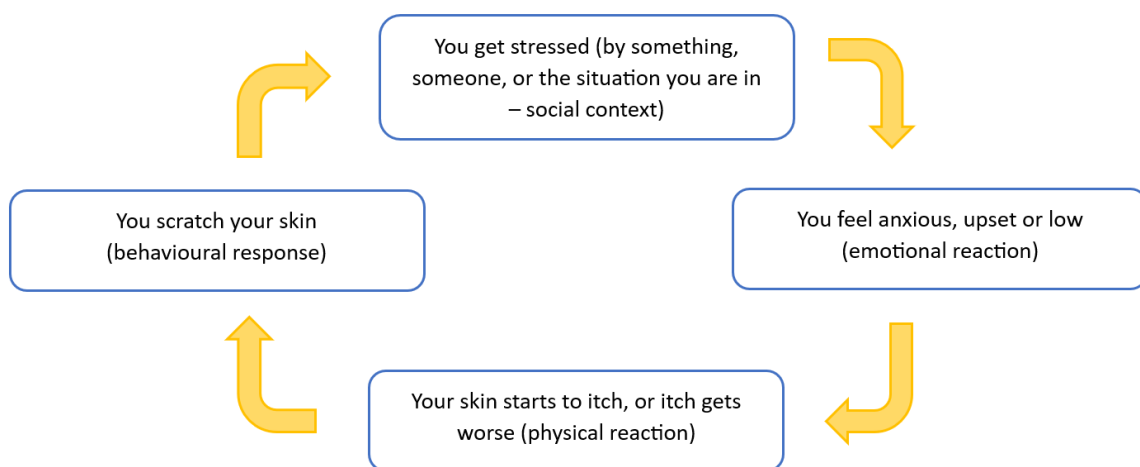 You get stressed (by something,
someone, or the situation you are in
– social context)
You scratch your skin
(behavioural response)
You feel anxious, upset or low
(emotional reaction)
Your skin starts to itch, or itch gets
worse (physical reaction)